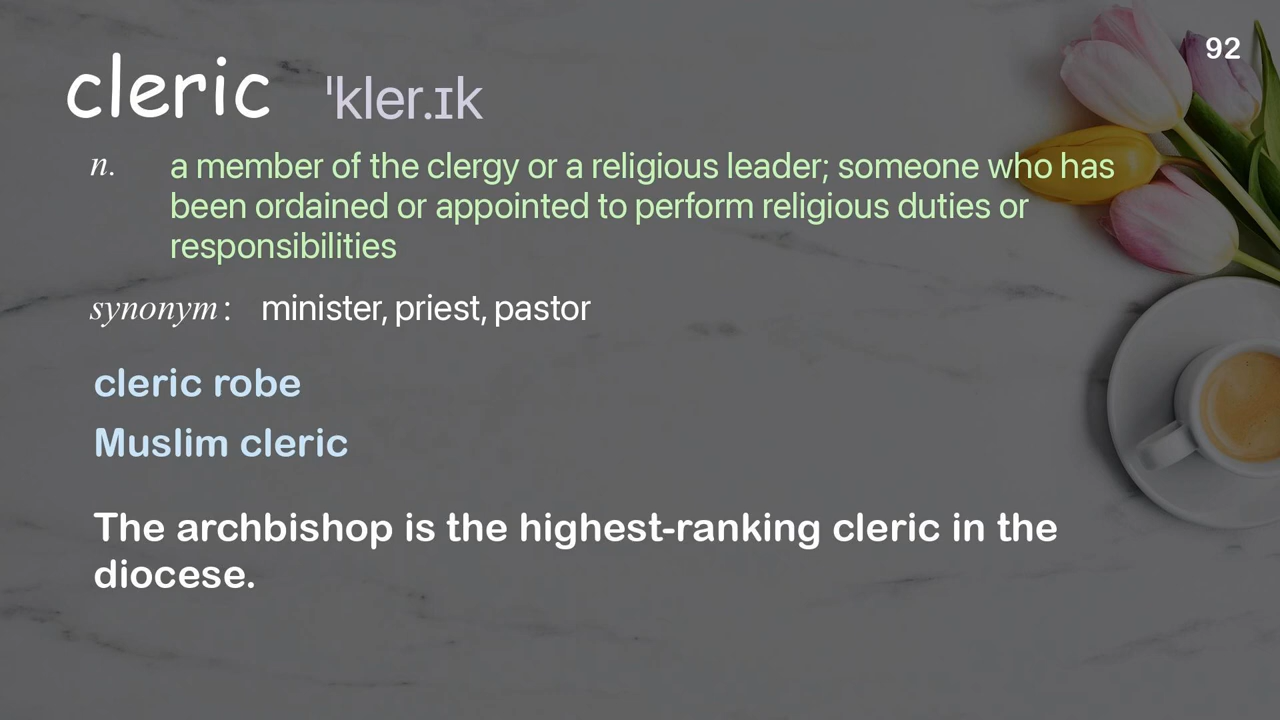 92
cleric ˈkler.ɪk
n. a member of the clergy or a religious leader; someone who has
been ordained or appointed to perform religious duties or
responsibilities
synonym: minister, priest, pastor
cleric robe
Muslim cleric
The archbishop is the highest-ranking cleric in the
diocese.